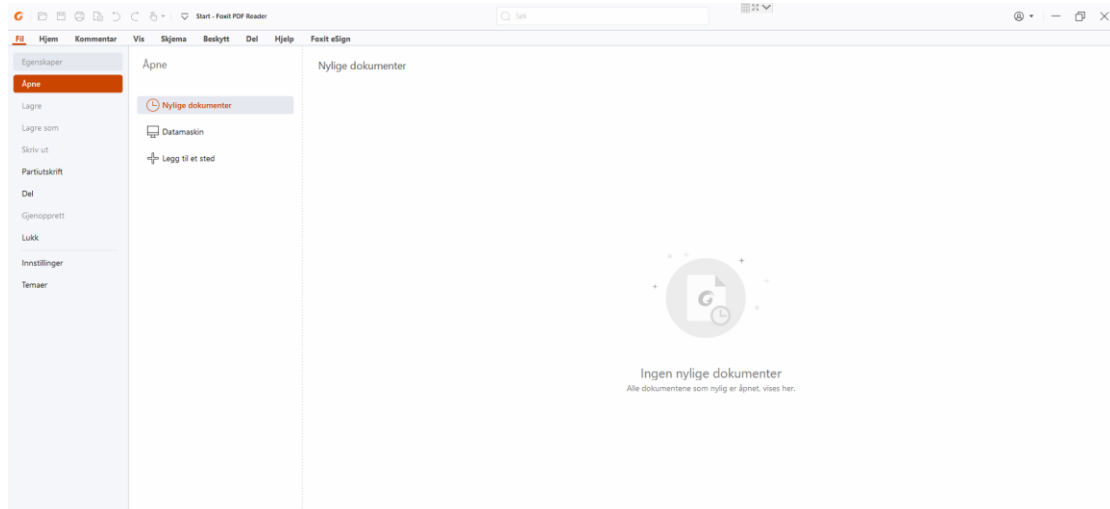 Start - Foxit PDF Reader
Søk
Fil Hjem Kommentar Vis Skjema Beskytt Del Hjelp Foxit eSign
Egenskaper
Åpne
Lagre
Lagre som
Skriv ut
Partiutskrift
Del
Gjenopprett
Lukk
Innstillinger
Temaer
Åpne
Nylige dokumenter
Datamaskin
Legg til et sted
Nylige dokumenter
Ingen nylige dokumenter
Alle dokumentene som nylig er åpnet, vises her.